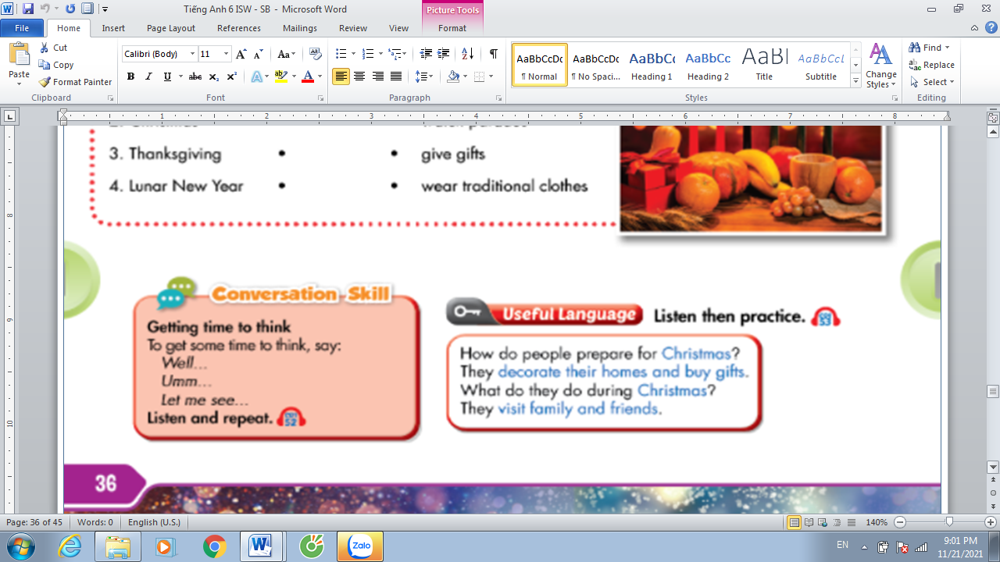 Tiếng Anh 6 ISW - SB - Microsoft Word
Picture Tools
File Home Insert Page Layout References Mailings Review View Format
Paste
Cut
Copy
Format Painter
Clipboard
Calibri (Body) 11
Font
Paragraph
AaBbCcDc AaBbCcDc AaBbCc AaBbCc AaBl AaBbCcL
¶ Normal ¶ No Spaci... Heading 1 Heading 2 Title Subtitle
Change Styles
Styles
Find
Replace
Select
Editing
3. Thanksgiving • • give gifts
4. Lunar New Year • • wear traditional clothes
Conversation Skill
Getting time to think
To get some time to think, say:
Well...
Umm...
Let me see...
Listen and repeat. CD1 52
Useful Language Listen then practice. CD1 53
How do people prepare for Christmas?
They decorate their homes and buy gifts.
What do they do during Christmas?
They visit family and friends.
36
Page: 36 of 45 Words: 0 English (U.S.) 140%
Zalo
EN 9:01 PM
11/21/2021